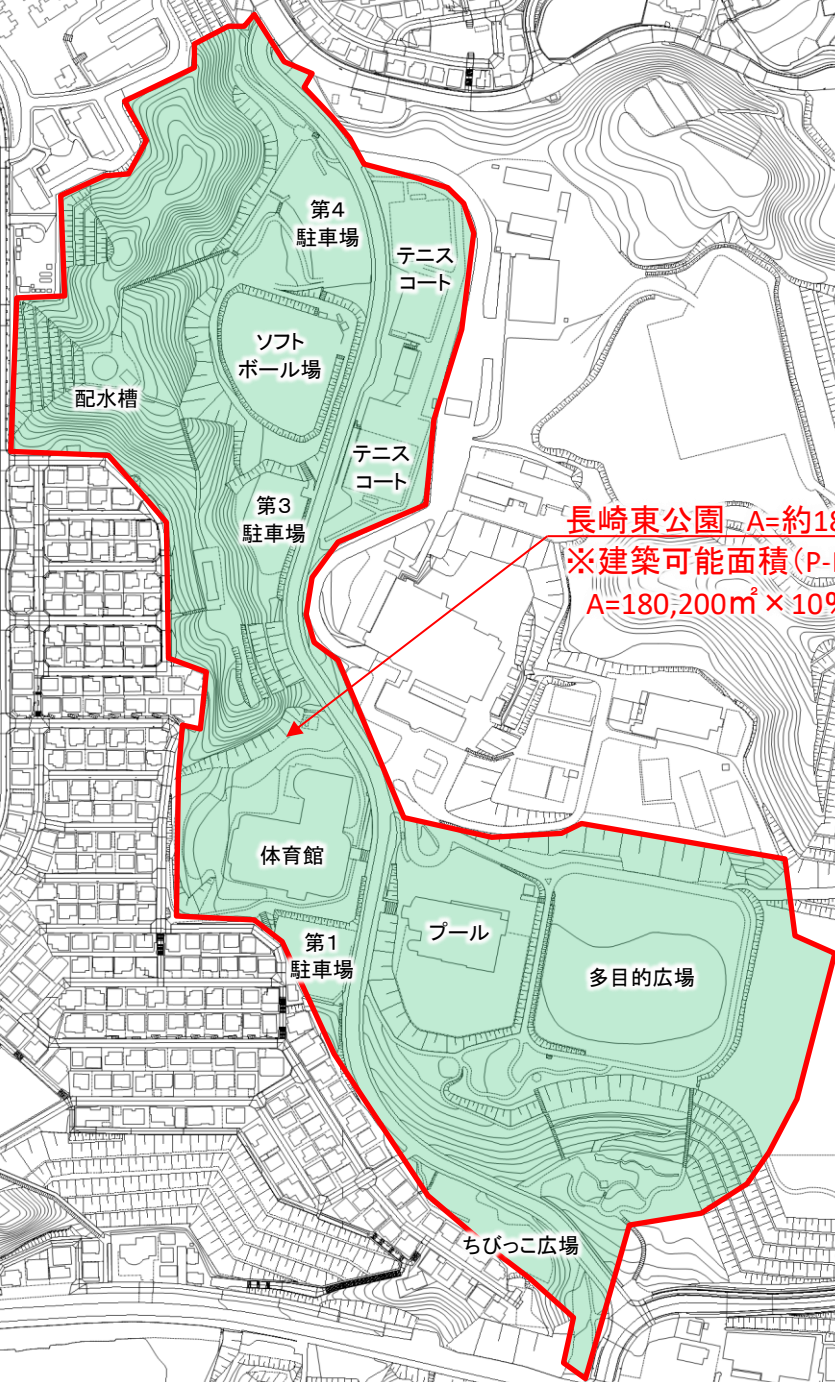 第4
駐車場
テニス
コート
ソフト
ボール場
配水槽
テニス
コート
第3
駐車場
長崎東公園 A=約18
※建築可能面積(P-
A=180,200㎡×10%
体育館
第1
駐車場
プール
多目的広場
ちびっこ広場